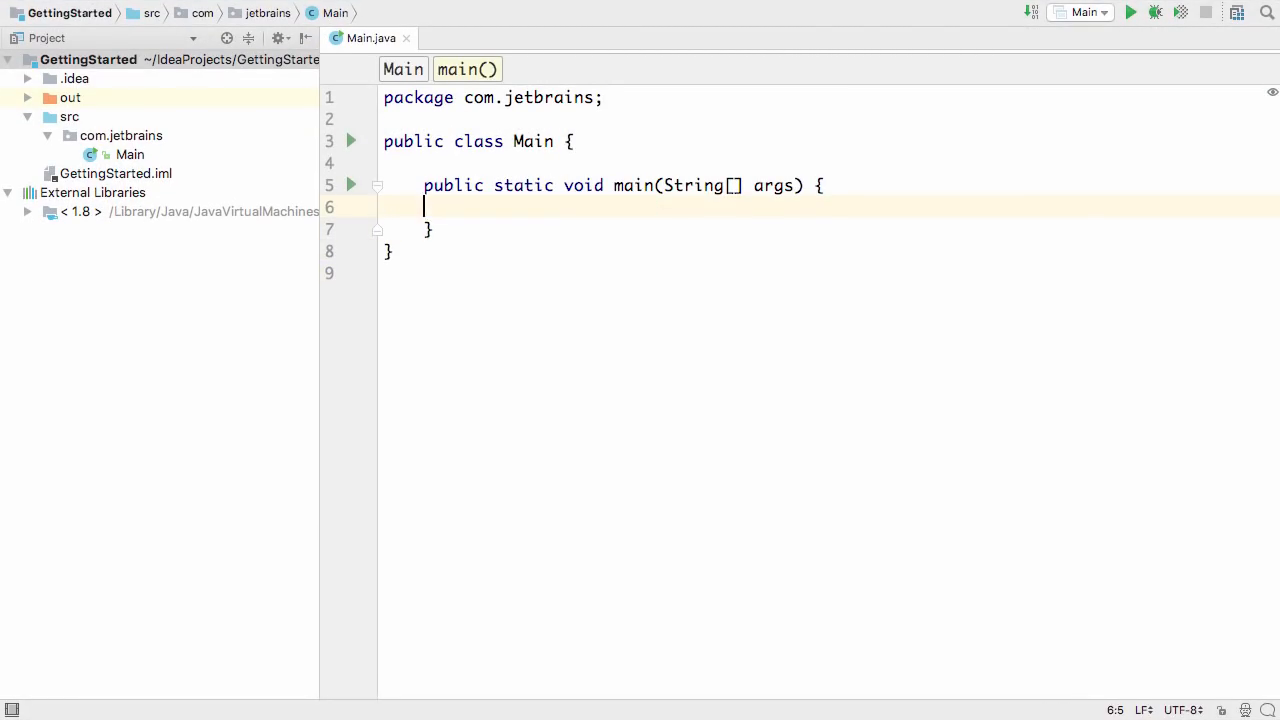 GettingStarted src com jetbrains Main
Main
Project
Main.java
GettingStarted ~/IdeaProjects/GettingStarte
.idea
out
src
com.jetbrains
Main
GettingStarted.iml
External Libraries
< 1.8 > /Library/Java/JavaVirtualMachines
Main main()
1 package com.jetbrains;
2
3 public class Main {
4
5 public static void main(String[] args) {
6
7 }
8 }
9
6:5 LF UTF-8